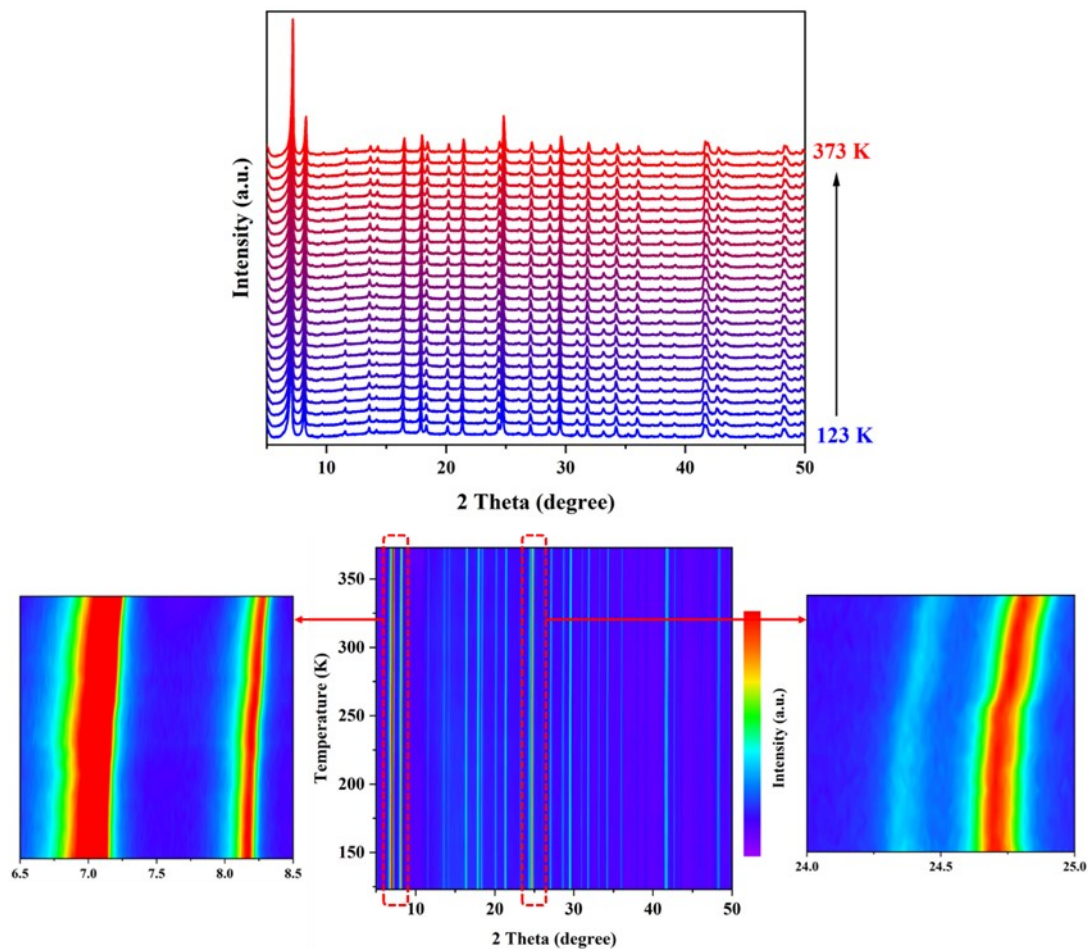 Intensity (a.u.)
373 K
123 K
10 20 30 40 50
2 Theta (degree)
350
300
250
200
150
Temperature (K)
10 20 30 40 50
2 Theta (degree)
Intensity (a.u.)
6.5 7.0 7.5 8.0 8.5
24.0 24.5 25.0